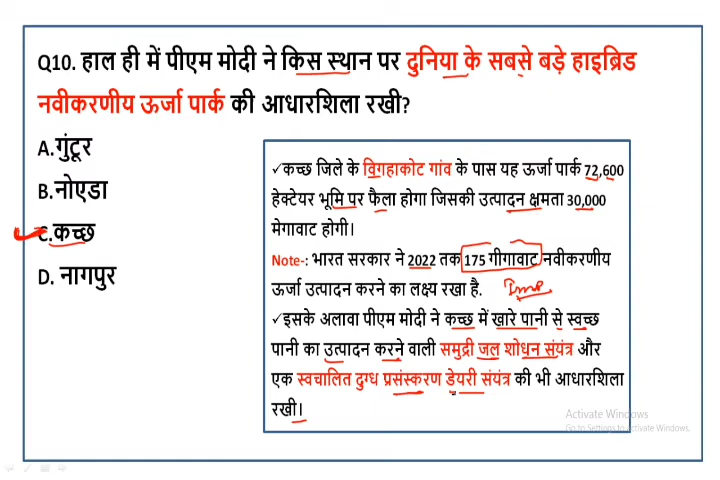 Q10. हाल ही में पीएम मोदी ने किस स्थान पर दुनिया के सबसे बड़े हाइब्रिड
नवीकरणीय ऊर्जा पार्क की आधारशिला रखी?
A.गुंटूर
B.नोएडा
C.कच्छ
D. नागपुर
✓कच्छ जिले के विगहाकोट गांव के पास यह ऊर्जा पार्क 72,600
हेक्टेयर भूमि पर फैला होगा जिसकी उत्पादन क्षमता 30,000
मेगावाट होगी।
Note-: भारत सरकार ने 2022 तक 175 गीगावाट नवीकरणीय
ऊर्जा उत्पादन करने का लक्ष्य रखा है. Imp
✓इसके अलावा पीएम मोदी ने कच्छ में खारे पानी से स्वच्छ
पानी का उत्पादन करने वाली समुद्री जल शोधन संयंत्र और
एक स्वचालित दुग्ध प्रसंस्करण डेयरी संयंत्र की भी आधारशिला
रखी।
Activate Windows
Go to Settings to activate Windows.